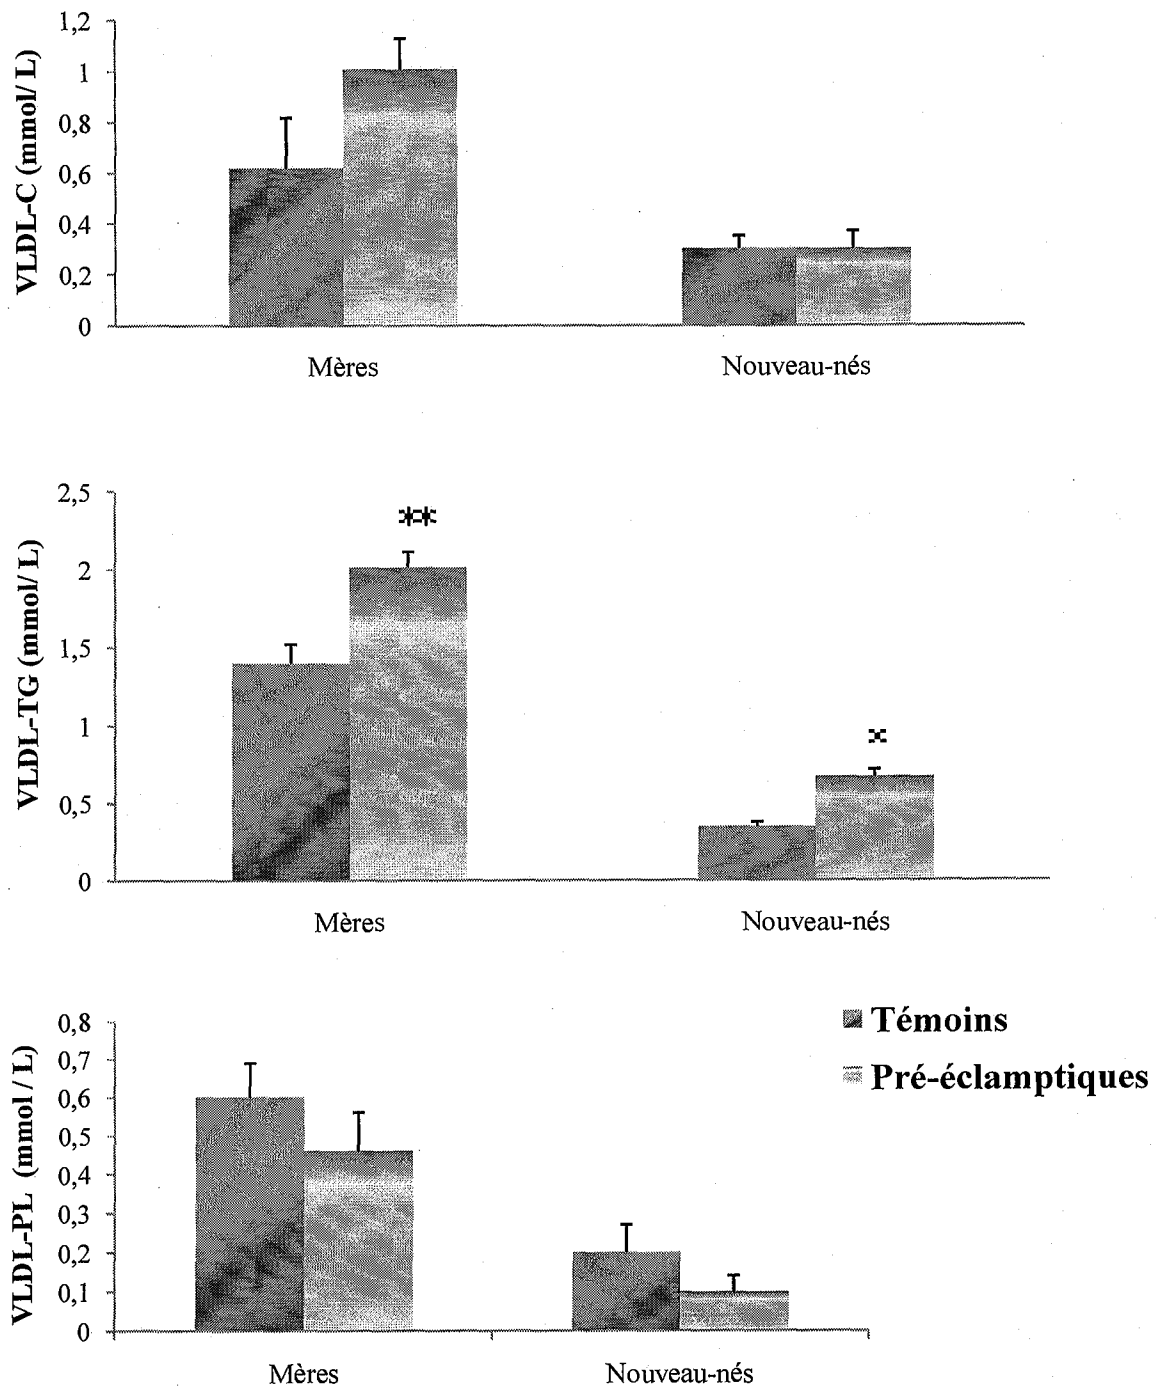 VLDL-C (mmol/ L)
1,2
1
0,8
0,6
0,4
0,2
0
Mères
Nouveau-nés
VLDL-TG (mmol/ L)
2,5
2
1,5
1
0,5
0
**
*
Mères
Nouveau-nés
VLDL-PL (mmol / L)
0,8
0,7
0,6
0,5
0,4
0,3
0,2
0,1
0
Mères
Nouveau-nés
Témoins
Pré-éclamptiques